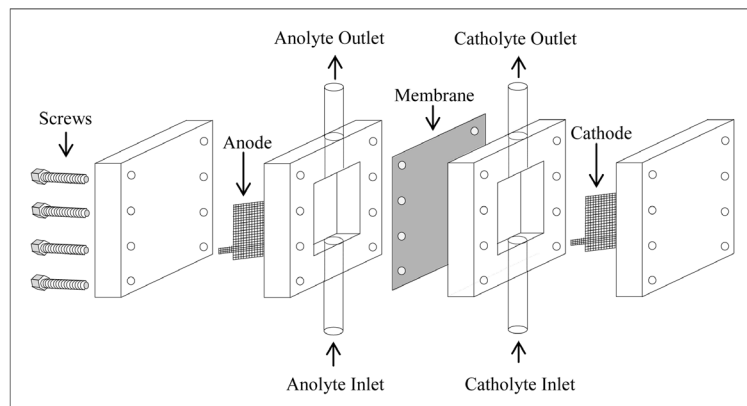 Anolyte Outlet
Catholyte Outlet
Membrane
Screws
Anode
Cathode
Anolyte Inlet
Catholyte Inlet